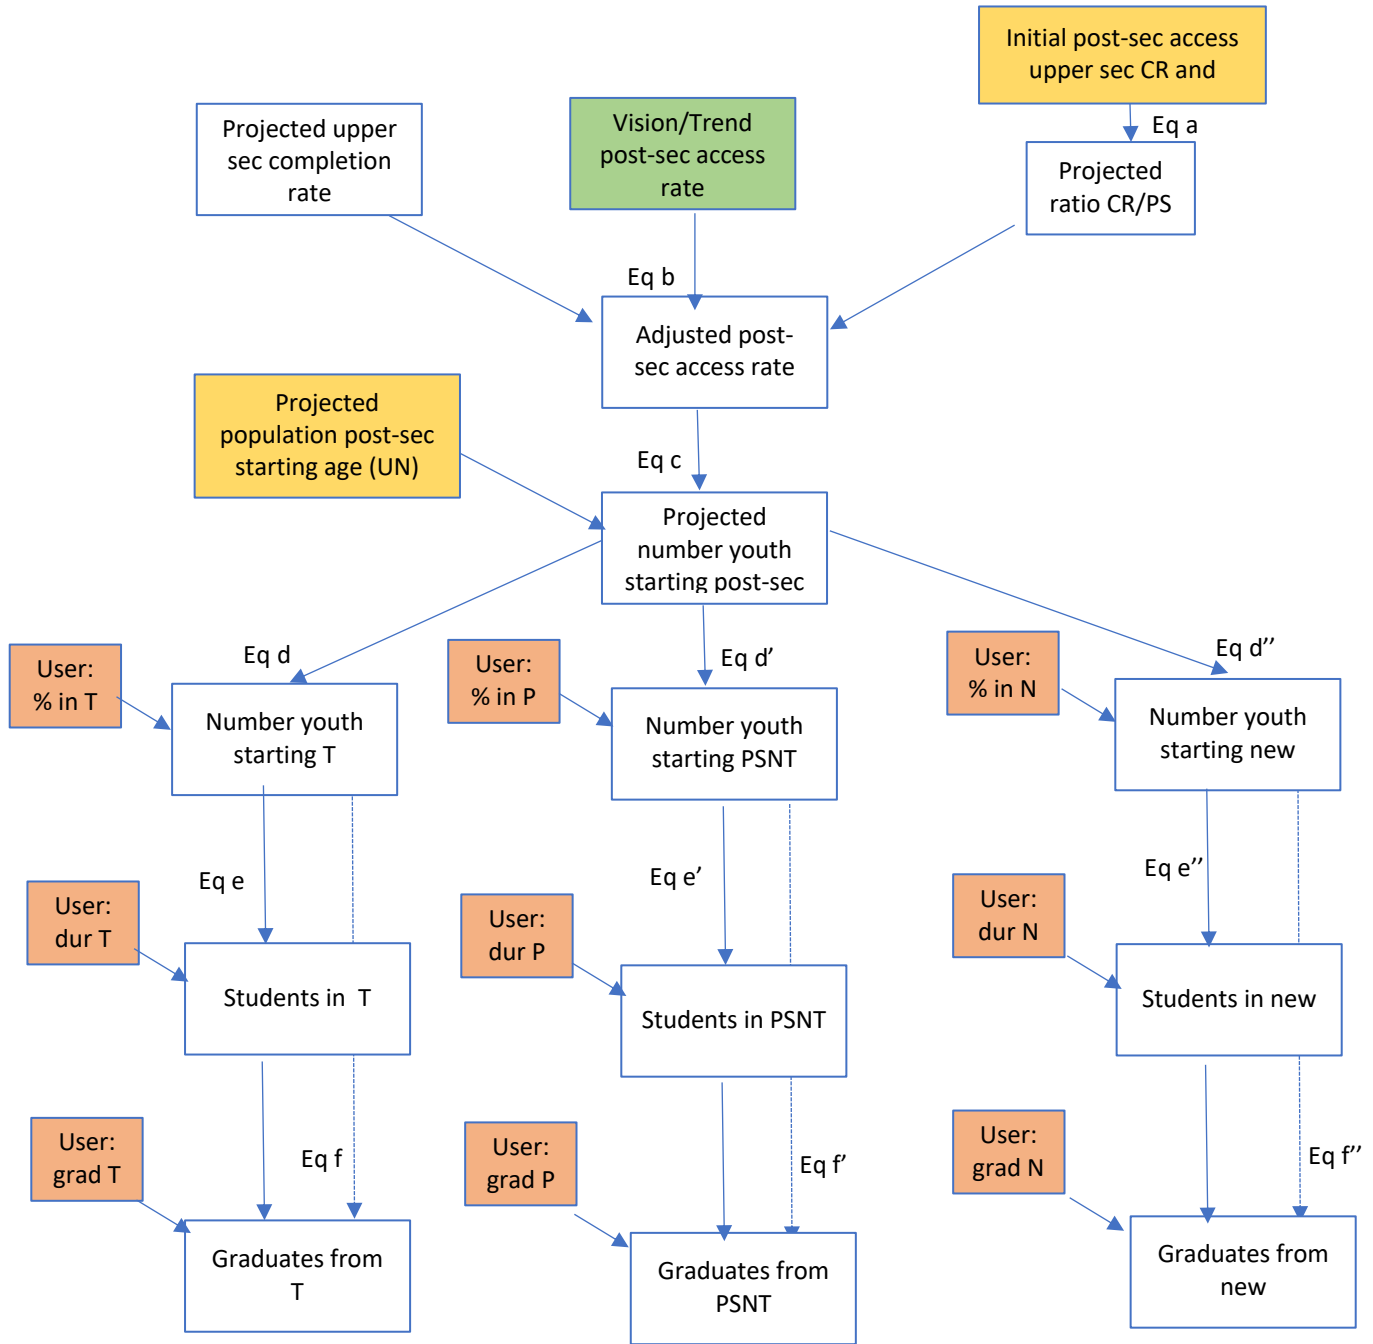 Initial post-sec access
upper sec CR and
Eq a
Projected upper
sec completion
rate
Vision/Trend
post-sec access
rate
Projected
ratio CR/PS
Eq b
Adjusted post-
sec access rate
Projected
population post-sec
starting age (UN)
Eq c
Projected
number youth
starting post-sec
User:
% in T
Eq d
User:
% in P
Eq d’
User:
% in N
Eq d’’
Number youth
starting T
Number youth
starting PSNT
Number youth
starting new
User:
dur T
Eq e
User:
dur P
Eq e’
User:
dur N
Eq e’’
Students in  T
Students in PSNT
Students in new
User:
grad T
Eq f
User:
grad P
Eq f’
User:
grad N
Eq f’’
Graduates from
T
Graduates from
PSNT
Graduates from
new